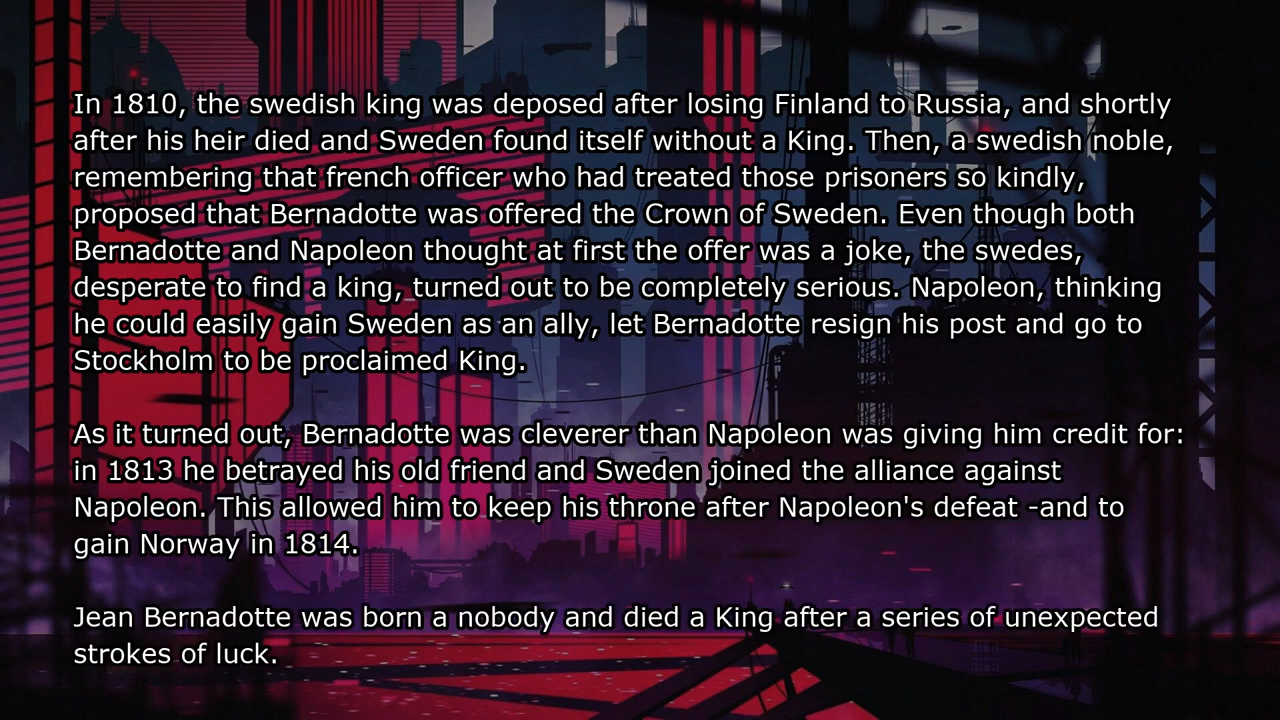 In 1810, the swedish king was deposed after losing Finland to Russia, and shortly
after his heir died and Sweden found itself without a King. Then, a swedish noble,
remembering that french officer who had treated those prisoners so kindly,
proposed that Bernadotte was offered the Crown of Sweden. Even though both
Bernadotte and Napoleon thought at first the offer was a joke, the swedes,
desperate to find a king, turned out to be completely serious. Napoleon, thinking
he could easily gain Sweden as an ally, let Bernadotte resign his post and go to
Stockholm to be proclaimed King.
As it turned out, Bernadotte was cleverer than Napoleon was giving him credit for:
in 1813 he betrayed his old friend and Sweden joined the alliance against
Napoleon. This allowed him to keep his throne after Napoleon's defeat -and to
gain Norway in 1814.
Jean Bernadotte was born a nobody and died a King after a series of unexpected
strokes of luck.